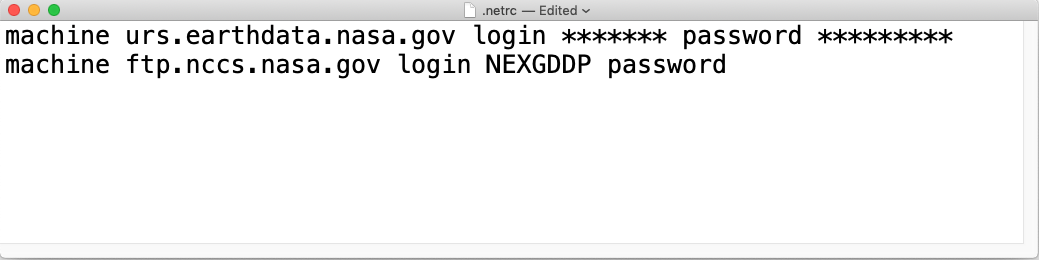 .netrc — Edited
machine urs.earthdata.nasa.gov login ******* password *********
machine ftp.nccs.nasa.gov login NEXGDDP password